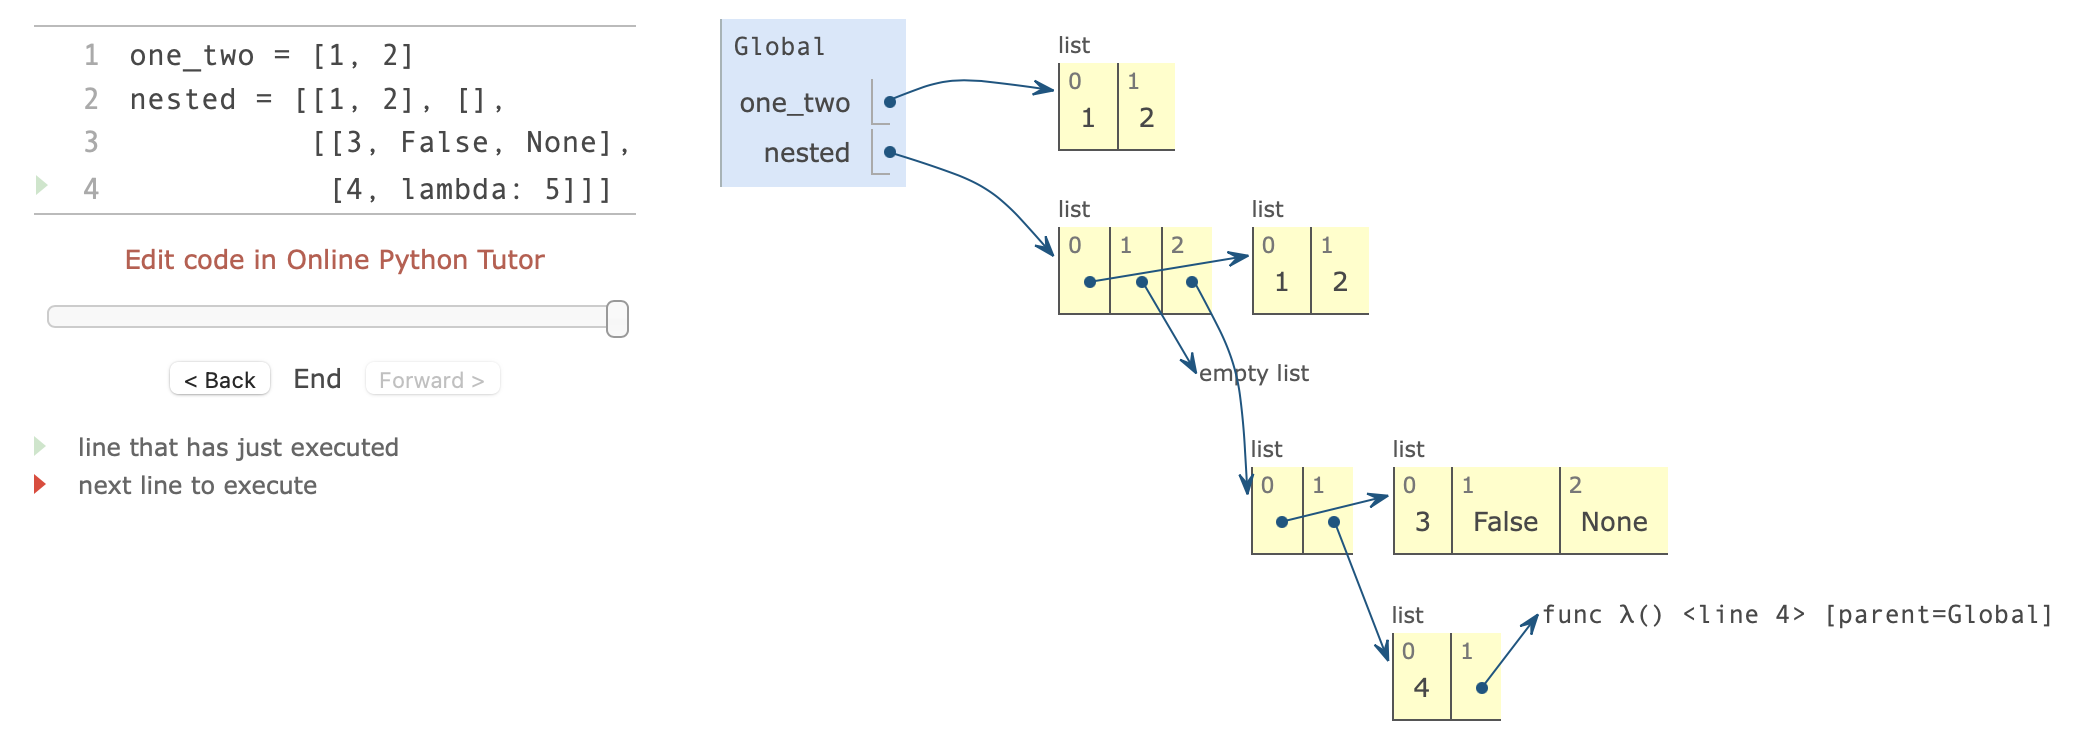 1 one_two = [1, 2]
2 nested = [[1, 2], [],
3 [[3, False, None],
4 [4, lambda: 5]]]
Edit code in Online Python Tutor
< Back End Forward >
line that has just executed
next line to execute
Global
one_two
nested
list
0 1
1 2
list
0 1 2
list
0 1
1 2
empty list
list
0 1
list
0 1 2
3 False None
list
0 1
4
func λ() <line 4> [parent=Global]